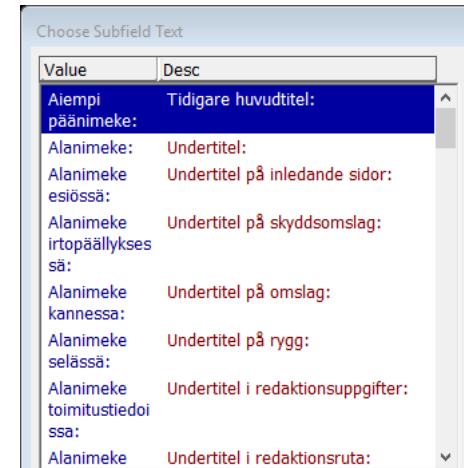 Choose Subfield Text
Value Desc
Aiempi Tidigare huvudtitel:
päänimeke:
Alanimeke: Undertitel:
Alanimeke Undertitel på inledande sidor:
esiössä:
Alanimeke Undertitel på skyddsomslag:
irtopäällykses
sä:
Alanimeke Undertitel på omslag:
kannessa:
Alanimeke Undertitel på rygg:
selässä:
Alanimeke Undertitel i redaktionsuppgifter:
toimitustiedoi
ssa:
Alanimeke Undertitel i redaktionsruta: